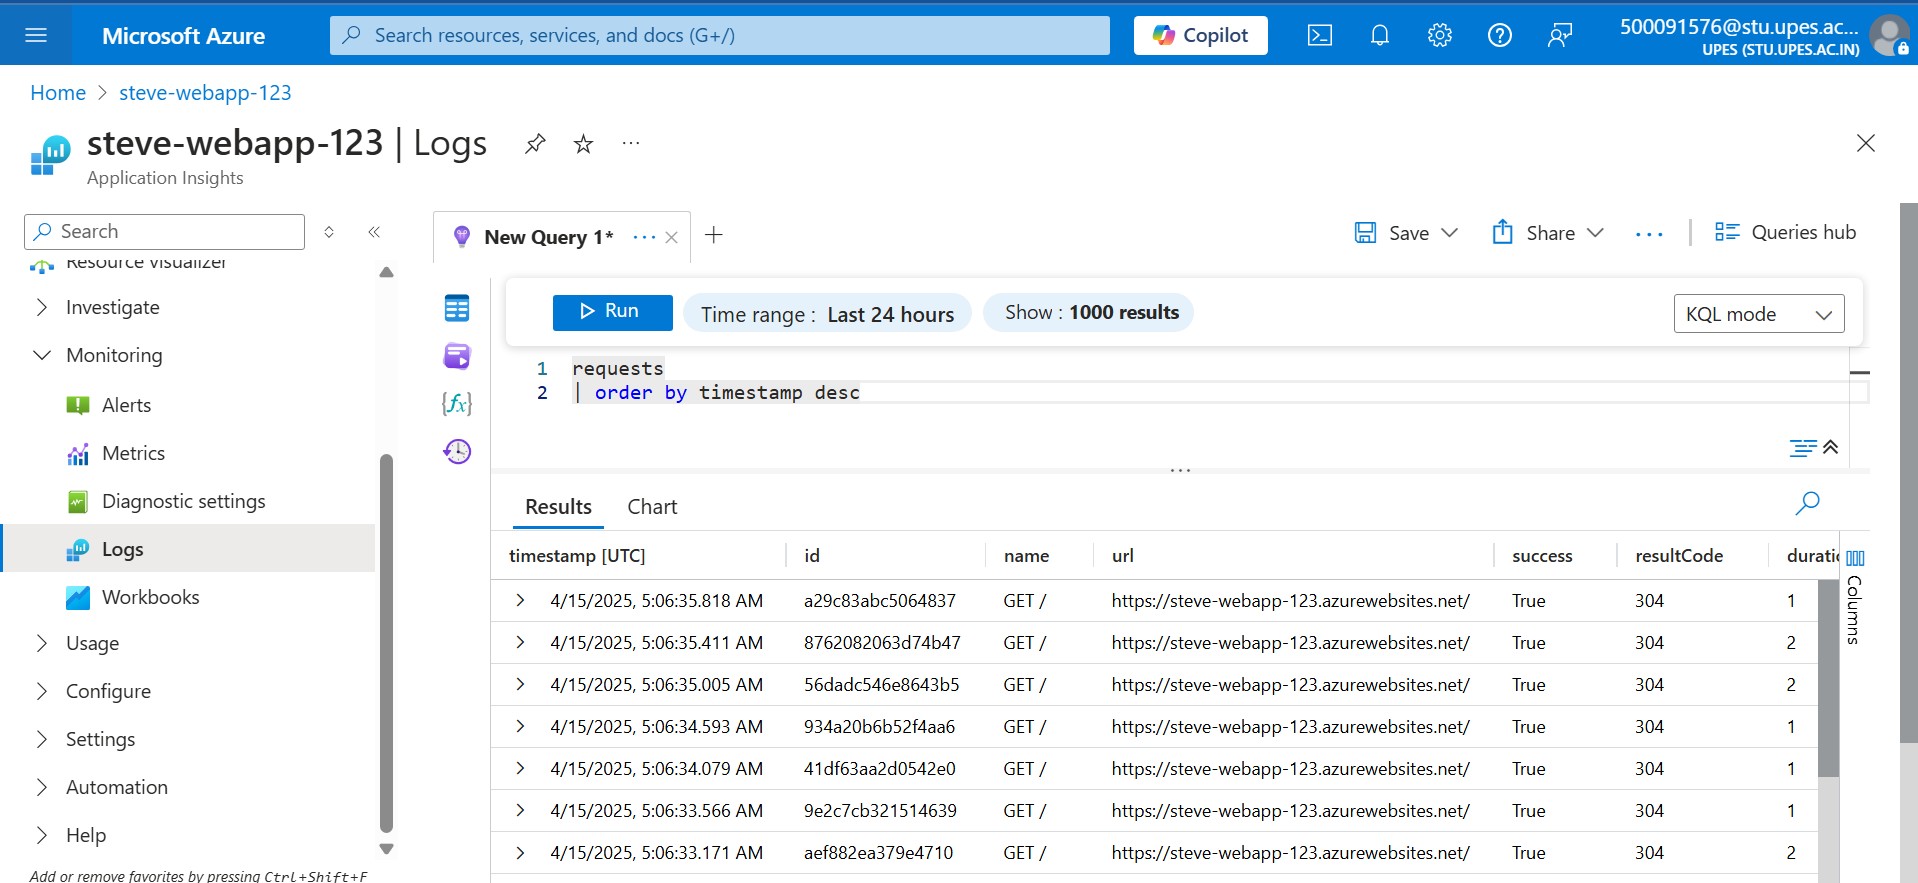 Microsoft Azure
Search resources, services, and docs (G+/)
Copilot
500091576@stu.upes.ac...
UPES (STU.UPES.AC.IN)
Home > steve-webapp-123
steve-webapp-123 | Logs
...
Application Insights
Search
Resource visualizer
Investigate
Monitoring
Alerts
Metrics
Diagnostic settings
Logs
Workbooks
Usage
Configure
Settings
Automation
Help
Add or remove favorites by pressing Ctrl+Shift+F
New Query 1* ...
Save
Share
...
Queries hub
Run
Time range : Last 24 hours
Show : 1000 results
KQL mode
{fx}
1 requests
2 | order by timestamp desc
...
Results Chart
timestamp [UTC] id name url success resultCode duratic
Columns
4/15/2025, 5:06:35.818 AM a29c83abc5064837 GET / https://steve-webapp-123.azurewebsites.net/ True 304 1
4/15/2025, 5:06:35.411 AM 8762082063d74b47 GET / https://steve-webapp-123.azurewebsites.net/ True 304 2
4/15/2025, 5:06:35.005 AM 56dadc546e8643b5 GET / https://steve-webapp-123.azurewebsites.net/ True 304 2
4/15/2025, 5:06:34.593 AM 934a20b6b52f4aa6 GET / https://steve-webapp-123.azurewebsites.net/ True 304 1
4/15/2025, 5:06:34.079 AM 41df63aa2d0542e0 GET / https://steve-webapp-123.azurewebsites.net/ True 304 1
4/15/2025, 5:06:33.566 AM 9e2c7cb321514639 GET / https://steve-webapp-123.azurewebsites.net/ True 304 1
4/15/2025, 5:06:33.171 AM aef882ea379e4710 GET / https://steve-webapp-123.azurewebsites.net/ True 304 2